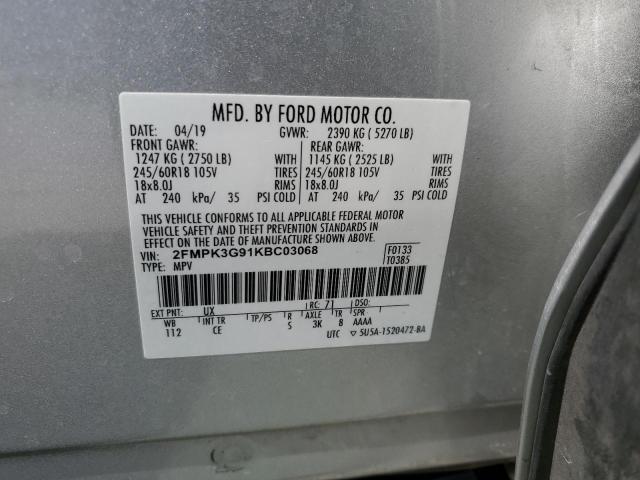 MFD. BY FORD MOTOR CO.
DATE: 04/19 GVWR: 2390 KG ( 5270 LB)
FRONT GAWR: REAR GAWR:
1247 KG ( 2750 LB) WITH 1145 KG ( 2525 LB) WITH
245/60R18 105V TIRES 245/60R18 105V TIRES
18x8.0J RIMS 18x8.0J RIMS
AT 240 kPa/ 35 PSI COLD AT 240 kPa/ 35 PSI COLD
THIS VEHICLE CONFORMS TO ALL APPLICABLE FEDERAL MOTOR
VEHICLE SAFETY AND THEFT PREVENTION STANDARDS IN
EFFECT ON THE DATE OF MANUFACTURE SHOWN ABOVE.
VIN: 2FMPK3G91KBC03068 F0133
TYPE: MPV T0385
EXT PNT: UX RC: 71 DSO:
WB INT TR TP/PS R AXLE TR SPR
112 CE S 3K 8 AAAA
UTC ▽ 5U5A-1520472-BA